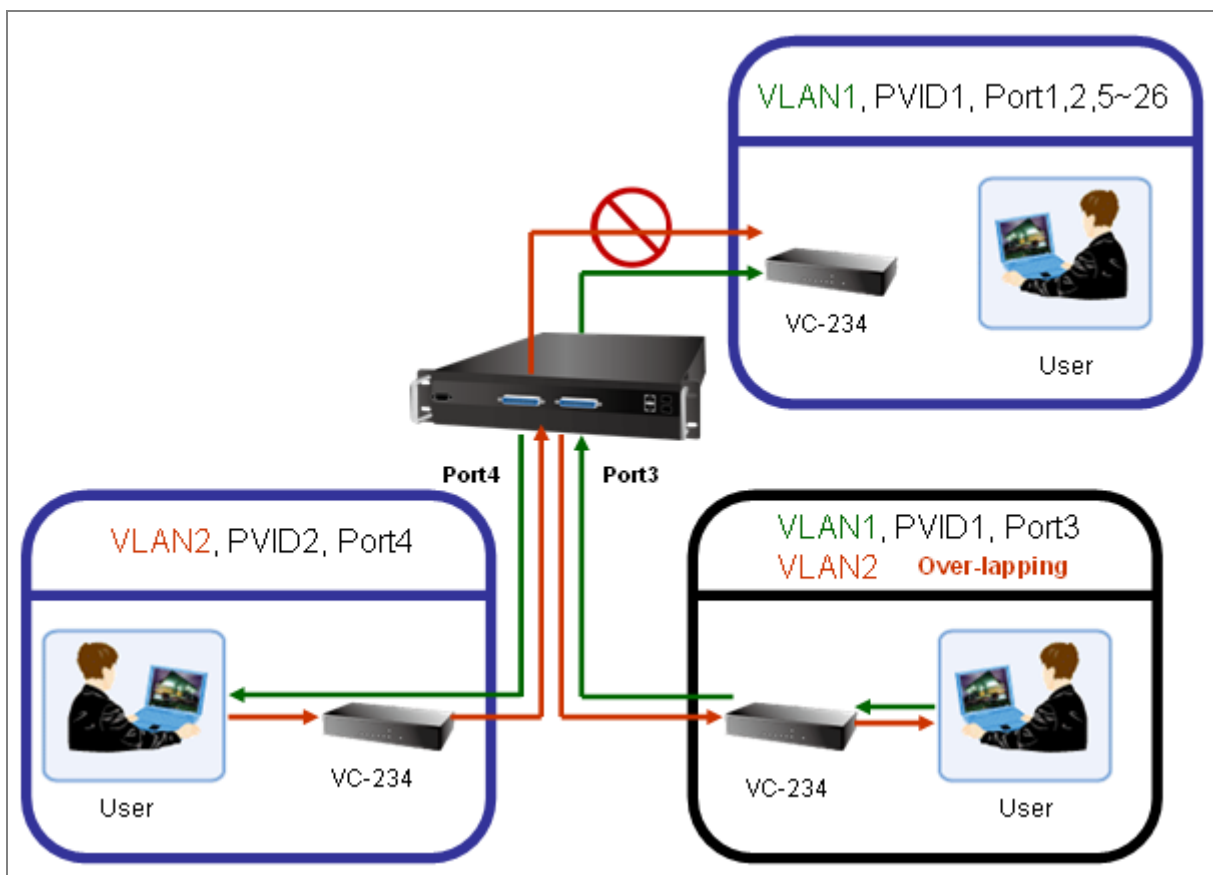 VLAN1, PVID1, Port1,2,5~26
VC-234
User
Port4
Port3
VLAN2, PVID2, Port4
VLAN1, PVID1, Port3
VLAN2 Over-lapping
VC-234
User
VC-234
User